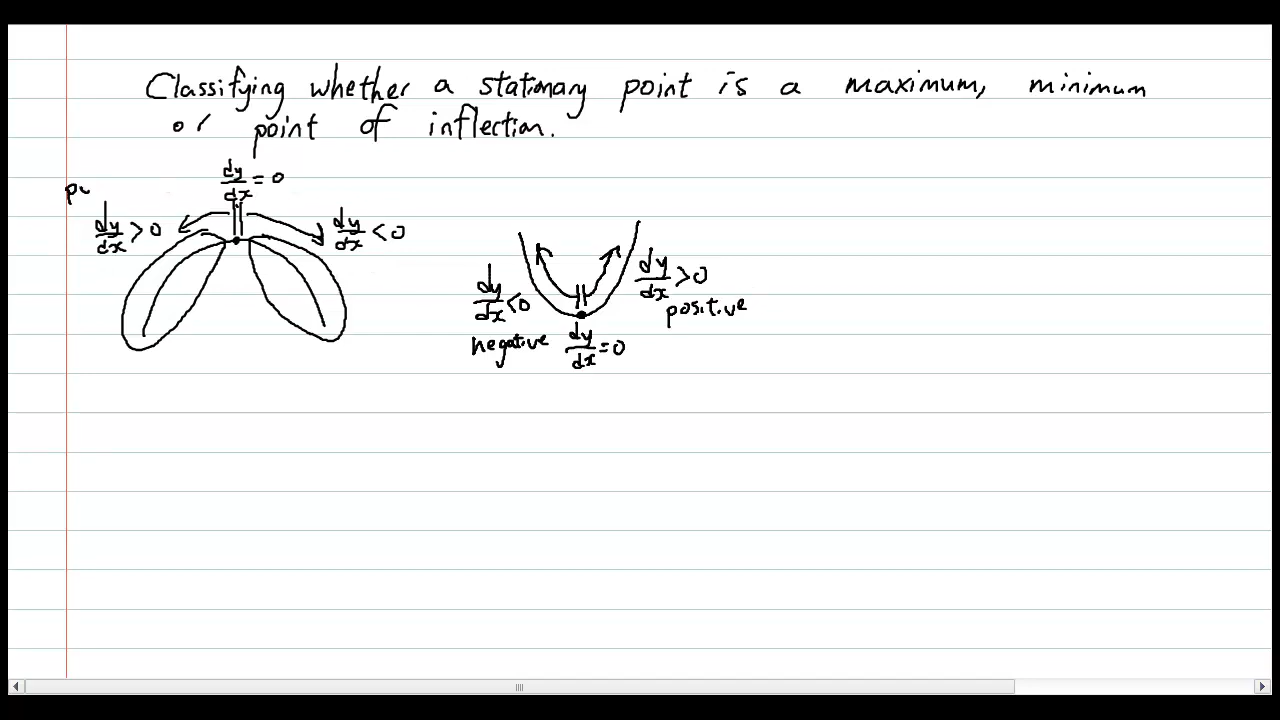 Classifying whether a stationary point is a maximum, minimum
or point of inflection.
dy/dx = 0
po
dy/dx > 0
dy/dx < 0
dy/dx < 0
negative
dy/dx = 0
dy/dx > 0
positive